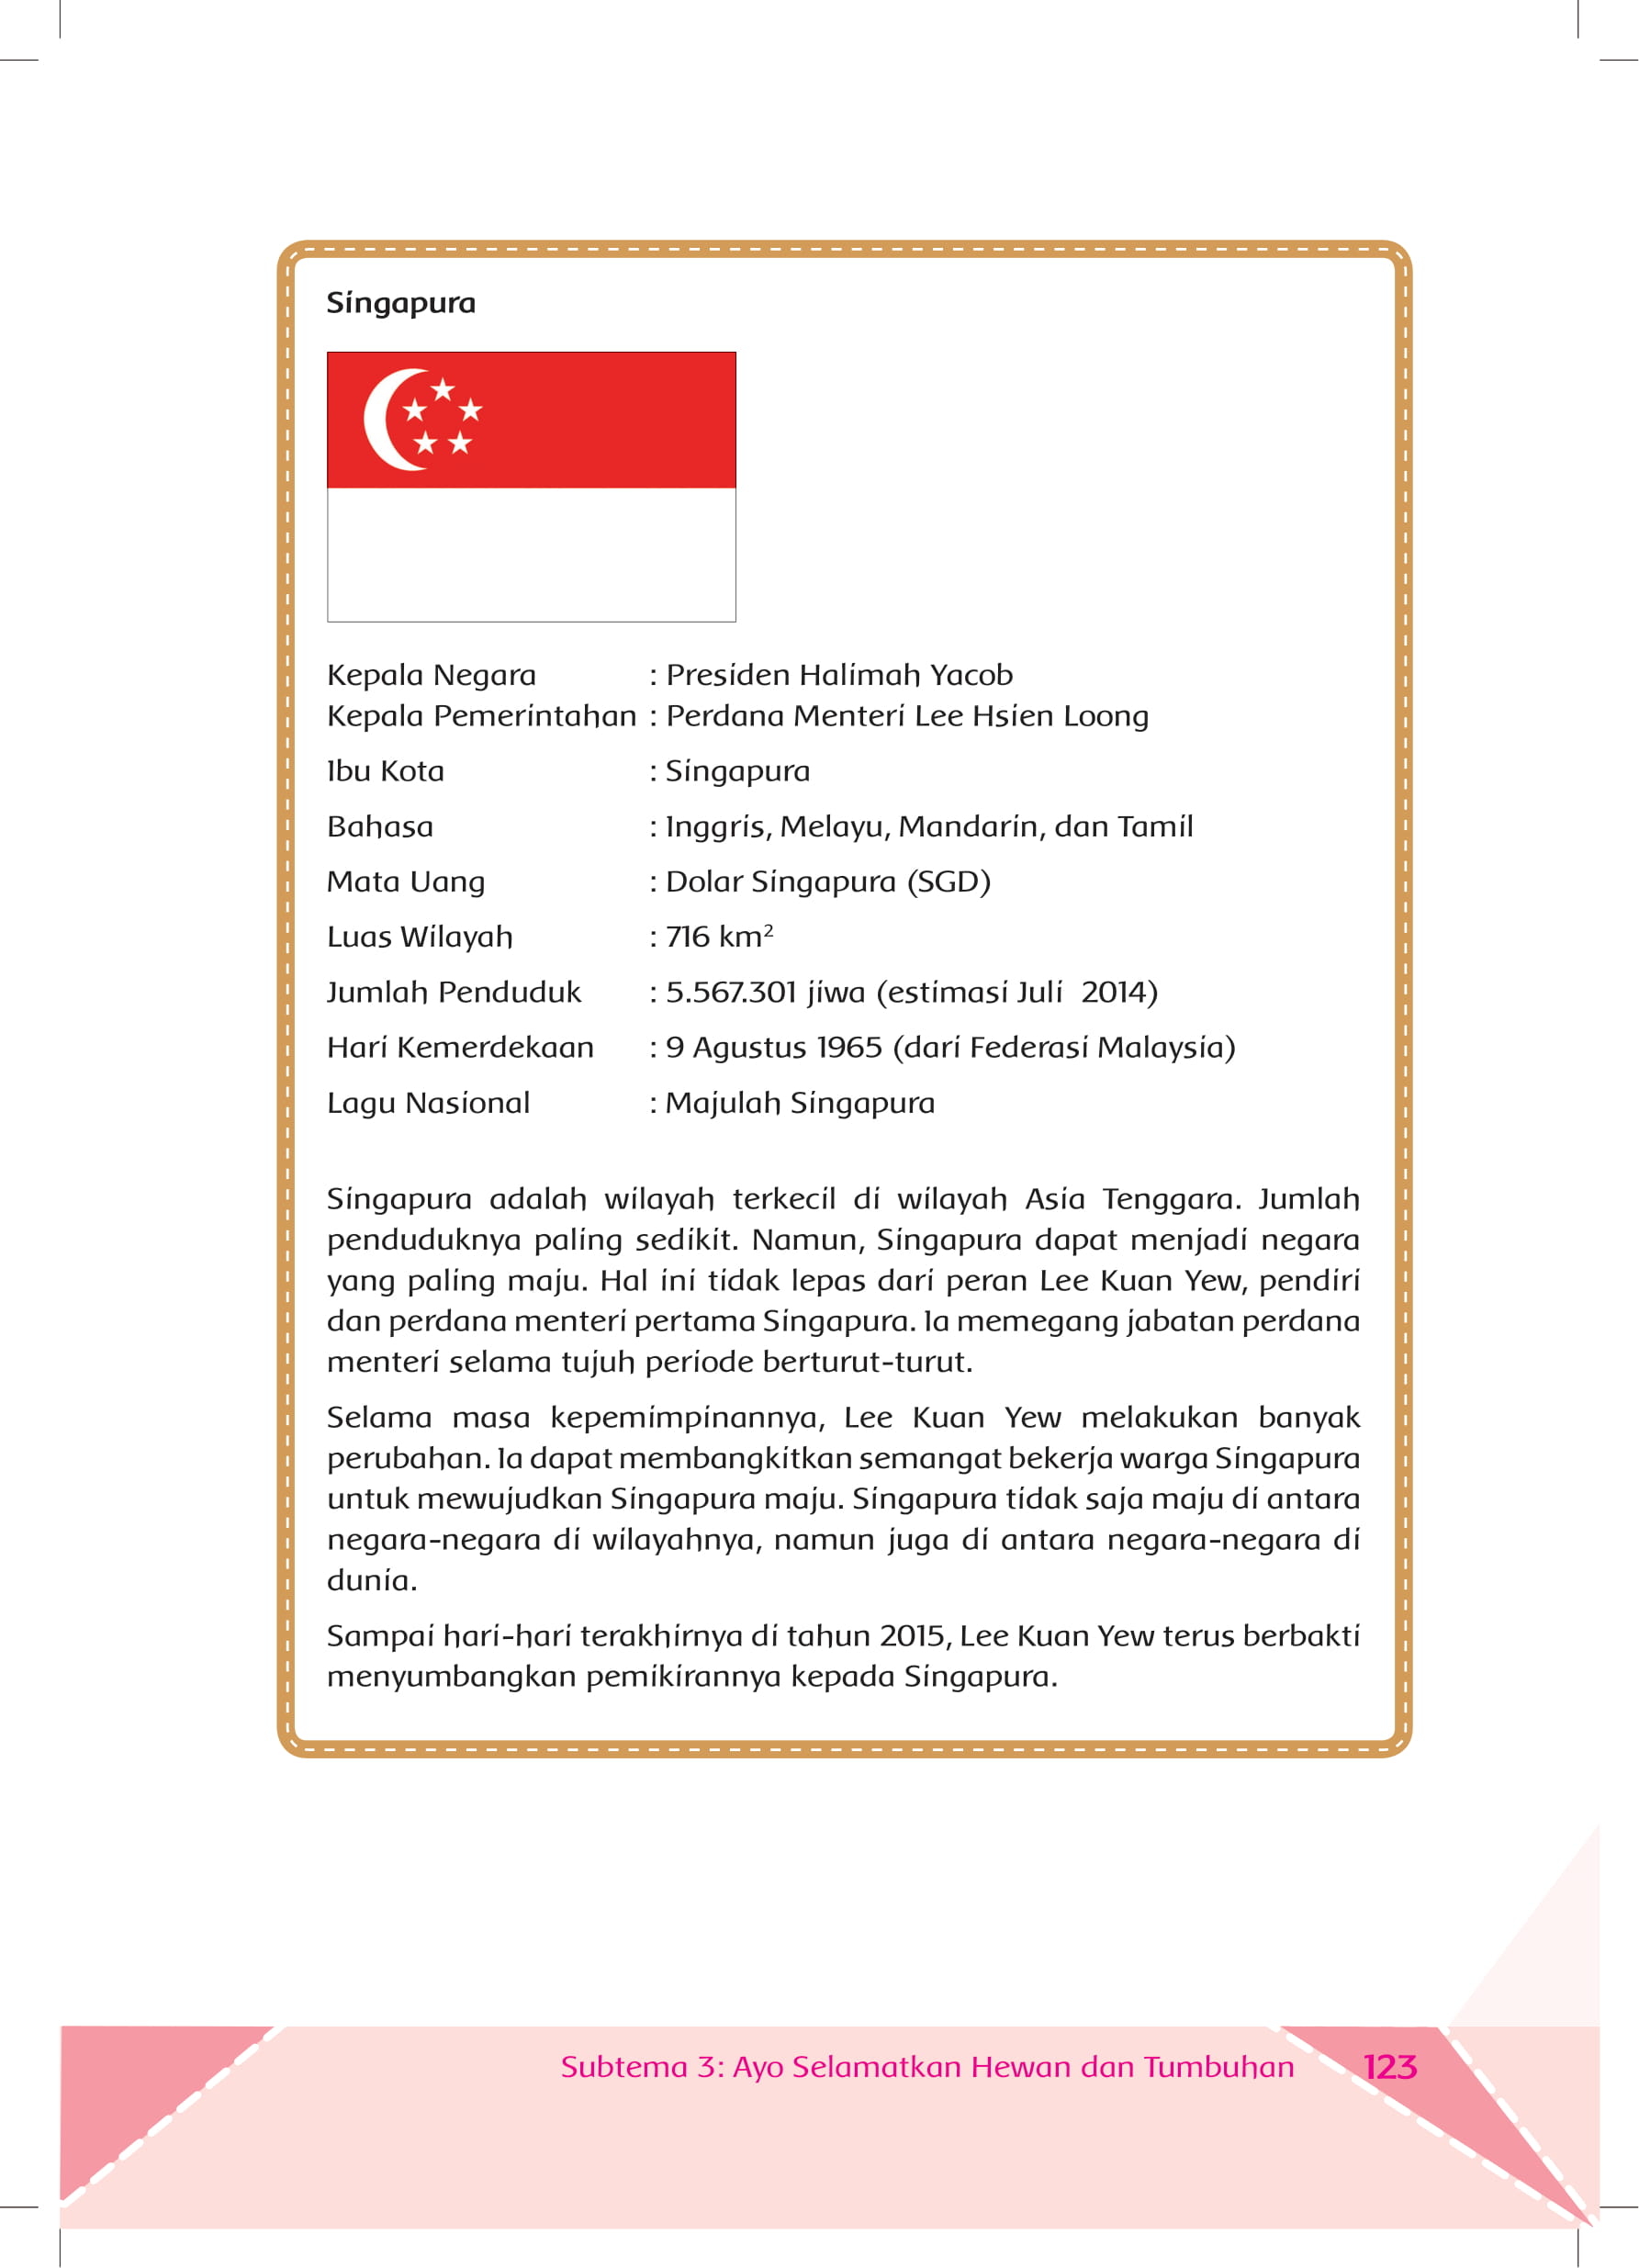 Singapura
Kepala Negara : Presiden Halimah Yacob
Kepala Pemerintahan : Perdana Menteri Lee Hsien Loong
Ibu Kota : Singapura
Bahasa : Inggris, Melayu, Mandarin, dan Tamil
Mata Uang : Dolar Singapura (SGD)
Luas Wilayah : 716 km²
Jumlah Penduduk : 5.567.301 jiwa (estimasi Juli 2014)
Hari Kemerdekaan : 9 Agustus 1965 (dari Federasi Malaysia)
Lagu Nasional : Majulah Singapura
Singapura adalah wilayah terkecil di wilayah Asia Tenggara. Jumlah
penduduknya paling sedikit. Namun, Singapura dapat menjadi negara
yang paling maju. Hal ini tidak lepas dari peran Lee Kuan Yew, pendiri
dan perdana menteri pertama Singapura. Ia memegang jabatan perdana
menteri selama tujuh periode berturut-turut.
Selama masa kepemimpinannya, Lee Kuan Yew melakukan banyak
perubahan. Ia dapat membangkitkan semangat bekerja warga Singapura
untuk mewujudkan Singapura maju. Singapura tidak saja maju di antara
negara-negara di wilayahnya, namun juga di antara negara-negara di
dunia.
Sampai hari-hari terakhirnya di tahun 2015, Lee Kuan Yew terus berbakti
menyumbangkan pemikirannya kepada Singapura.
Subtema 3: Ayo Selamatkan Hewan dan Tumbuhan 123